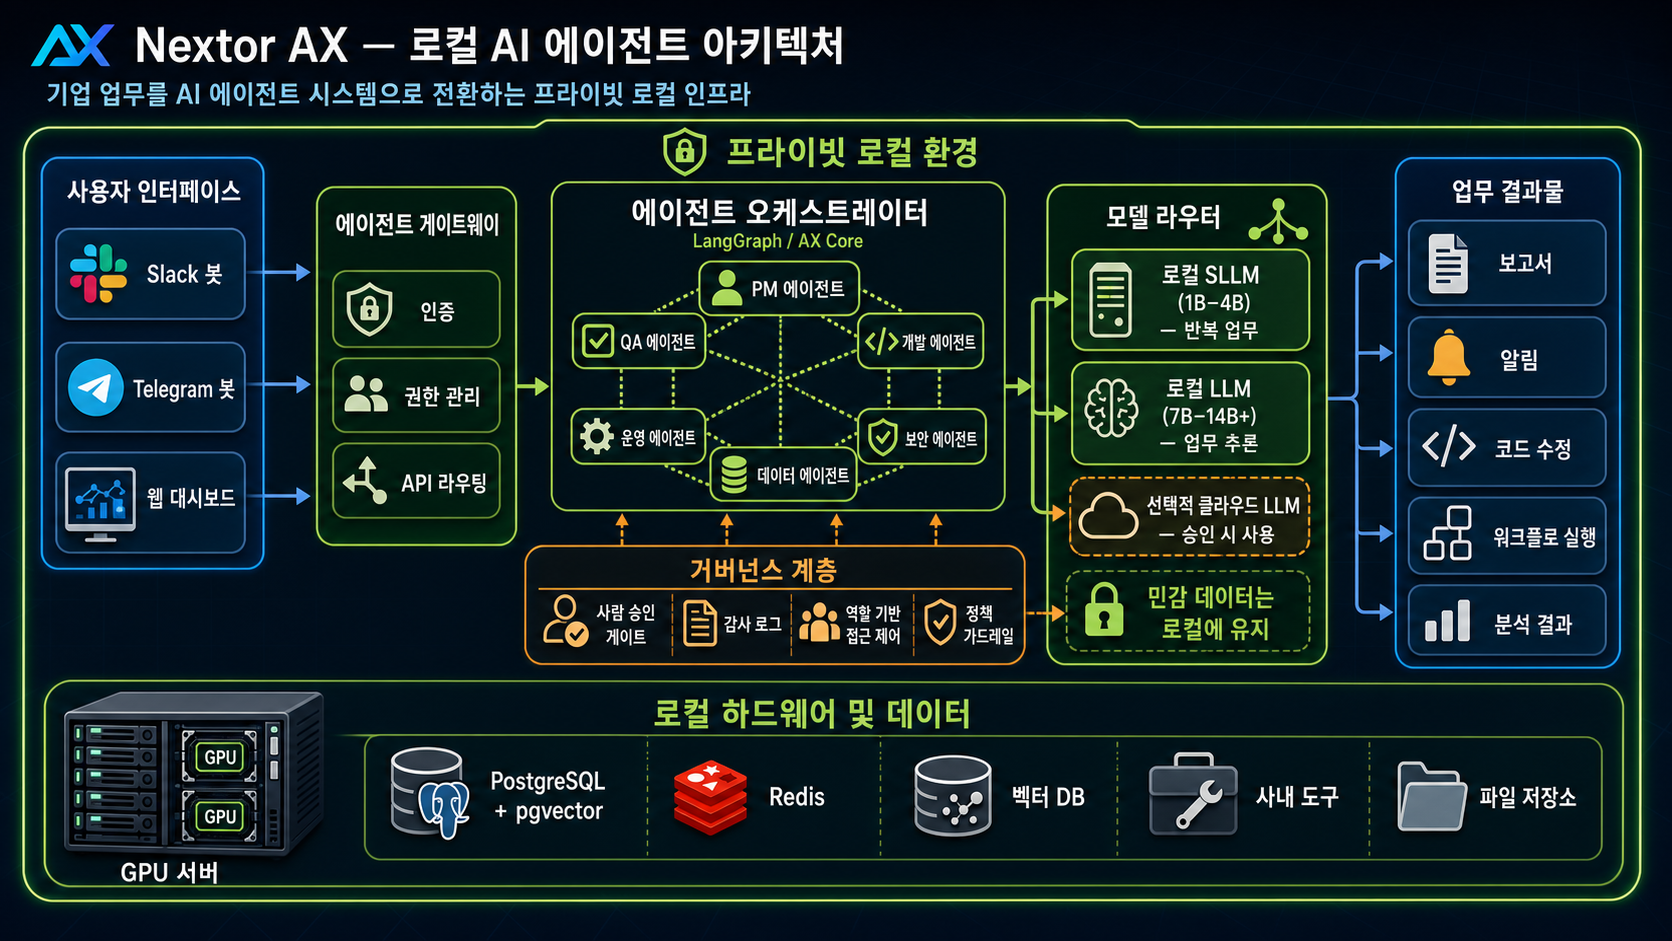 AX Nextor AX — 로컬 AI 에이전트 아키텍처
기업 업무를 AI 에이전트 시스템으로 전환하는 프라이빗 로컬 인프라
프라이빗 로컬 환경
사용자 인터페이스
Slack 봇
Telegram 봇
웹 대시보드
에이전트 게이트웨이
인증
권한 관리
API 라우팅
에이전트 오케스트레이터
LangGraph / AX Core
PM 에이전트
QA 에이전트
개발 에이전트
운영 에이전트
보안 에이전트
데이터 에이전트
거버넌스 계층
사람 승인
게이트
감사 로그
역할 기반
접근 제어
정책
가드레일
모델 라우터
로컬 SLLM
(1B–4B)
— 반복 업무
로컬 LLM
(7B–14B+)
— 업무 추론
선택적 클라우드 LLM
— 승인 시 사용
민감 데이터는
로컬에 유지
업무 결과물
보고서
알림
코드 수정
워크플로 실행
분석 결과
로컬 하드웨어 및 데이터
GPU
GPU
GPU 서버
PostgreSQL
+ pgvector
Redis
벡터 DB
사내 도구
파일 저장소